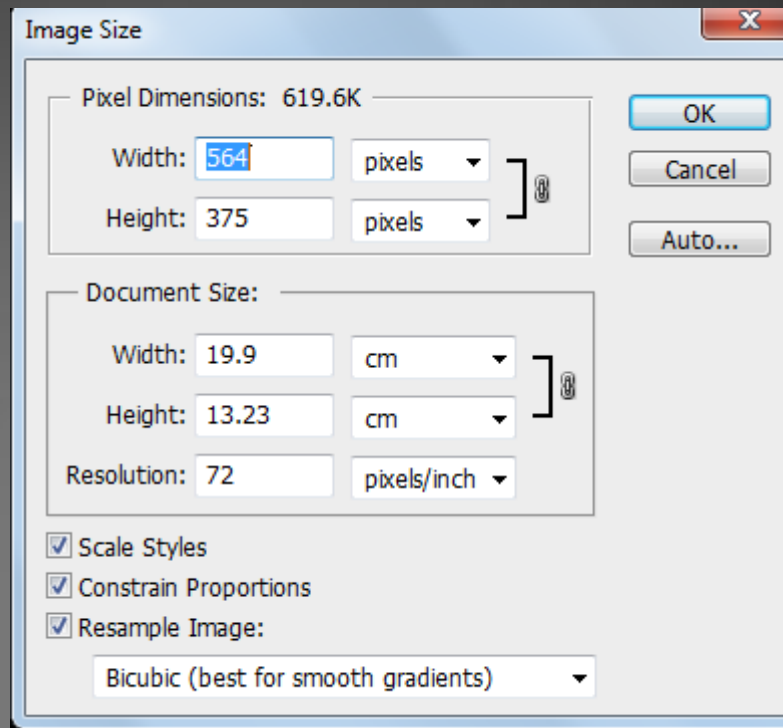 Image Size
Pixel Dimensions: 619.6K
OK
Width: 564 pixels
Cancel
Height: 375 pixels
Auto...
Document Size:
Width: 19.9 cm
Height: 13.23 cm
Resolution: 72 pixels/inch
Scale Styles
Constrain Proportions
Resample Image:
Bicubic (best for smooth gradients)